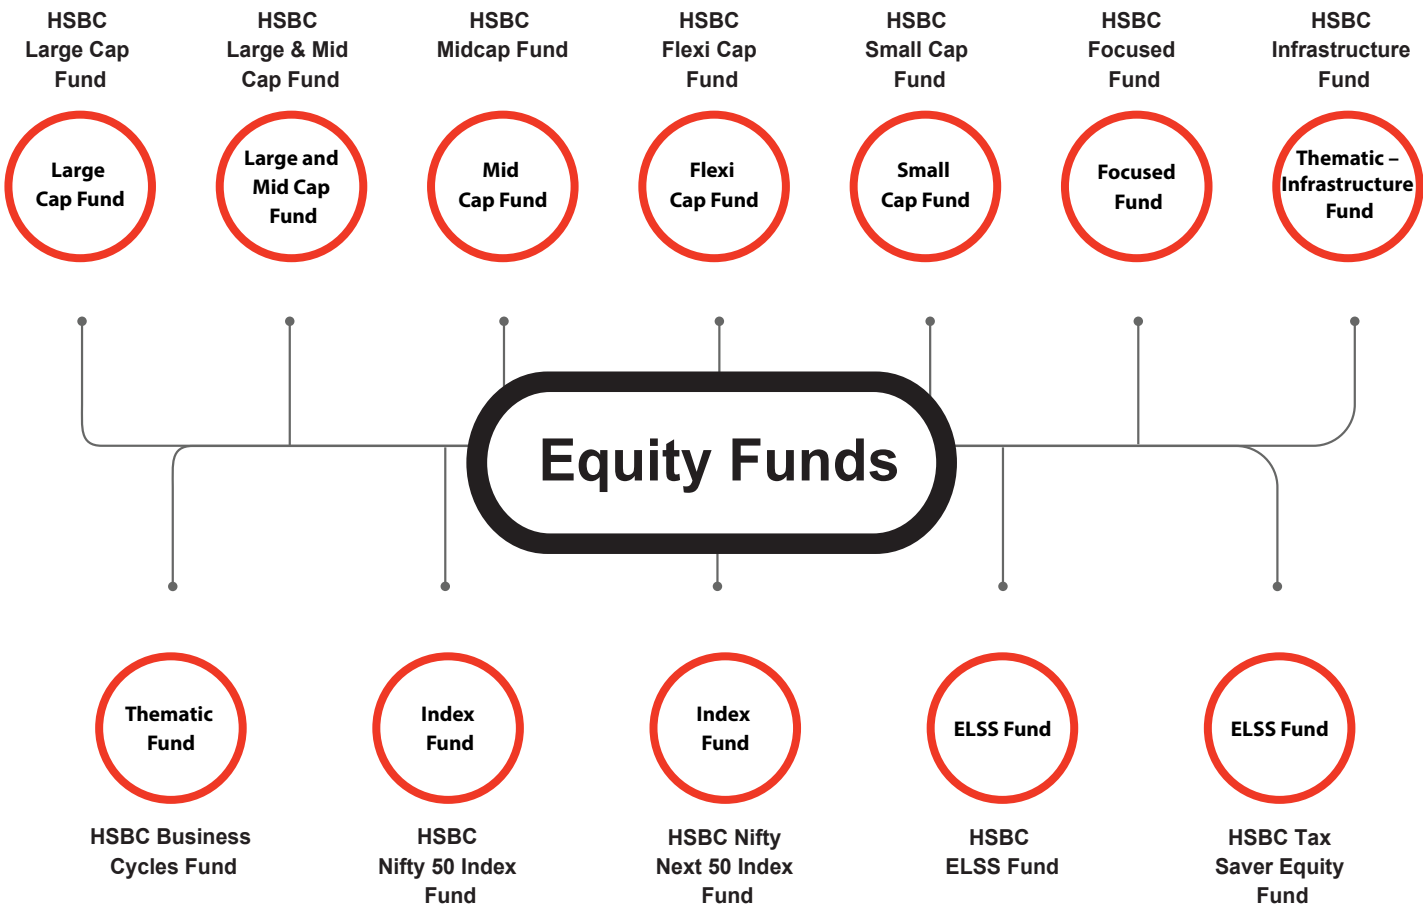 HSBC
Large Cap
Fund
HSBC
Large & Mid
Cap Fund
HSBC
Midcap Fund
HSBC
Flexi Cap
Fund
HSBC
Small Cap
Fund
HSBC
Focused
Fund
HSBC
Infrastructure
Fund
Large
Cap Fund
Large and
Mid Cap
Fund
Mid
Cap Fund
Flexi
Cap Fund
Small
Cap Fund
Focused
Fund
Thematic –
Infrastructure
Fund
Equity Funds
Thematic
Fund
Index
Fund
Index
Fund
ELSS Fund
ELSS Fund
HSBC Business
Cycles Fund
HSBC
Nifty 50 Index
Fund
HSBC Nifty
Next 50 Index
Fund
HSBC
ELSS Fund
HSBC Tax
Saver Equity
Fund